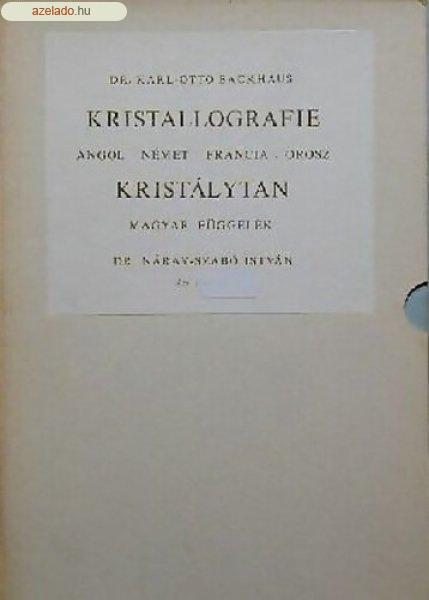 azelado.hu
DR. KARL-OTTO BACKHAUS
KRISTALLOGRAFIE
ANGOL NÉMET FRANCIA OROSZ
KRISTÁLYTAN
MAGYAR FÜGGELÉK
DR. NÁRAY-SZABÓ ISTVÁN